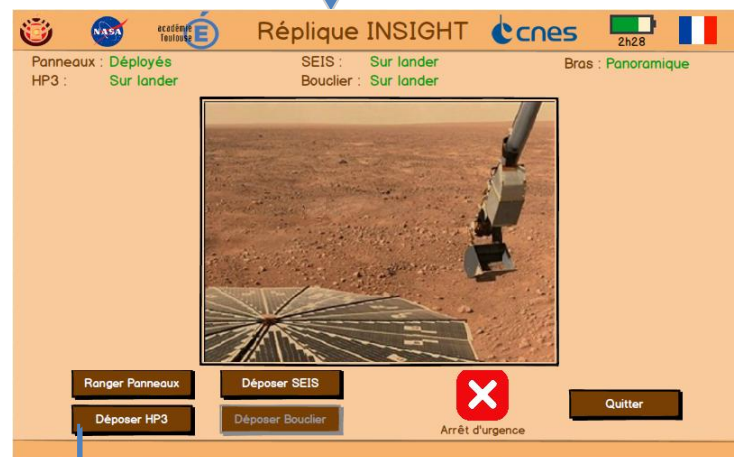 NASA
académie Toulouse É
Réplique INSIGHT
cnes
2h28
Panneaux : Déployés
SEIS : Sur lander
Bras : Panoramique
HP3 : Sur lander
Bouclier : Sur lander
Ranger Panneaux
Déposer SEIS
Quitter
Déposer HP3
Déposer Bouclier
Arrêt d'urgence